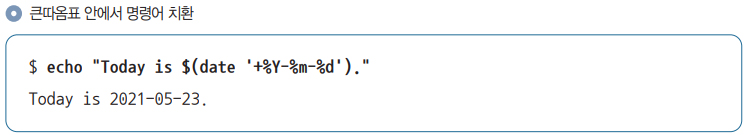 큰따옴표 안에서 명령어 치환
$ echo "Today is $(date '+%Y-%m-%d')."
Today is 2021-05-23.